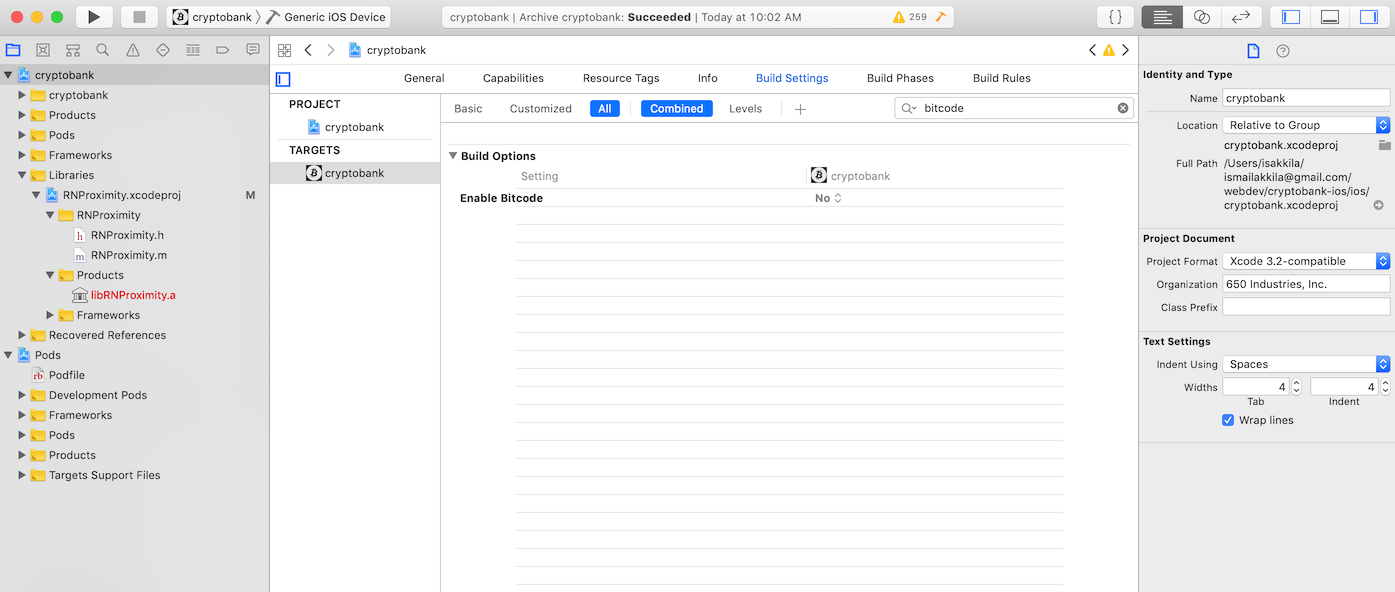 cryptobank 〉 Generic iOS Device
cryptobank | Archive cryptobank: Succeeded | Today at 10:02 AM
259
{ }
cryptobank
cryptobank
Products
Pods
Frameworks
Libraries
RNProximity.xcodeproj
M
RNProximity
h RNProximity.h
m RNProximity.m
Products
libRNProximity.a
Frameworks
Recovered References
Pods
rb Podfile
Development Pods
Frameworks
Pods
Products
Targets Support Files
cryptobank
General Capabilities Resource Tags Info Build Settings Build Phases Build Rules
PROJECT
cryptobank
TARGETS
cryptobank
Basic Customized All Combined Levels + bitcode
Build Options
Setting cryptobank
Enable Bitcode No
?
Identity and Type
Name cryptobank
Location Relative to Group
cryptobank.xcodeproj
Full Path /Users/isakkila/
ismailakkila@gmail.com/
webdev/cryptobank-ios/ios/
cryptobank.xcodeproj
Project Document
Project Format Xcode 3.2-compatible
Organization 650 Industries, Inc.
Class Prefix
Text Settings
Indent Using Spaces
Widths 4 4
Tab Indent
Wrap lines